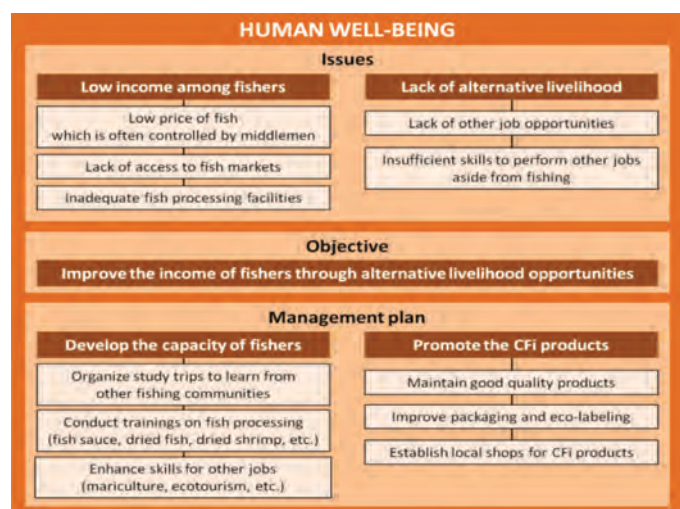 HUMAN WELL-BEING
Issues
Low income among fishers
Low price of fish
which is often controlled by middlemen
Lack of access to fish markets
Inadequate fish processing facilities
Lack of alternative livelihood
Lack of other job opportunities
Insufficient skills to perform other jobs
aside from fishing
Objective
Improve the income of fishers through alternative livelihood opportunities
Management plan
Develop the capacity of fishers
Organize study trips to learn from
other fishing communities
Conduct trainings on fish processing
(fish sauce, dried fish, dried shrimp, etc.)
Enhance skills for other jobs
(mariculture, ecotourism, etc.)
Promote the CFi products
Maintain good quality products
Improve packaging and eco-labeling
Establish local shops for CFi products